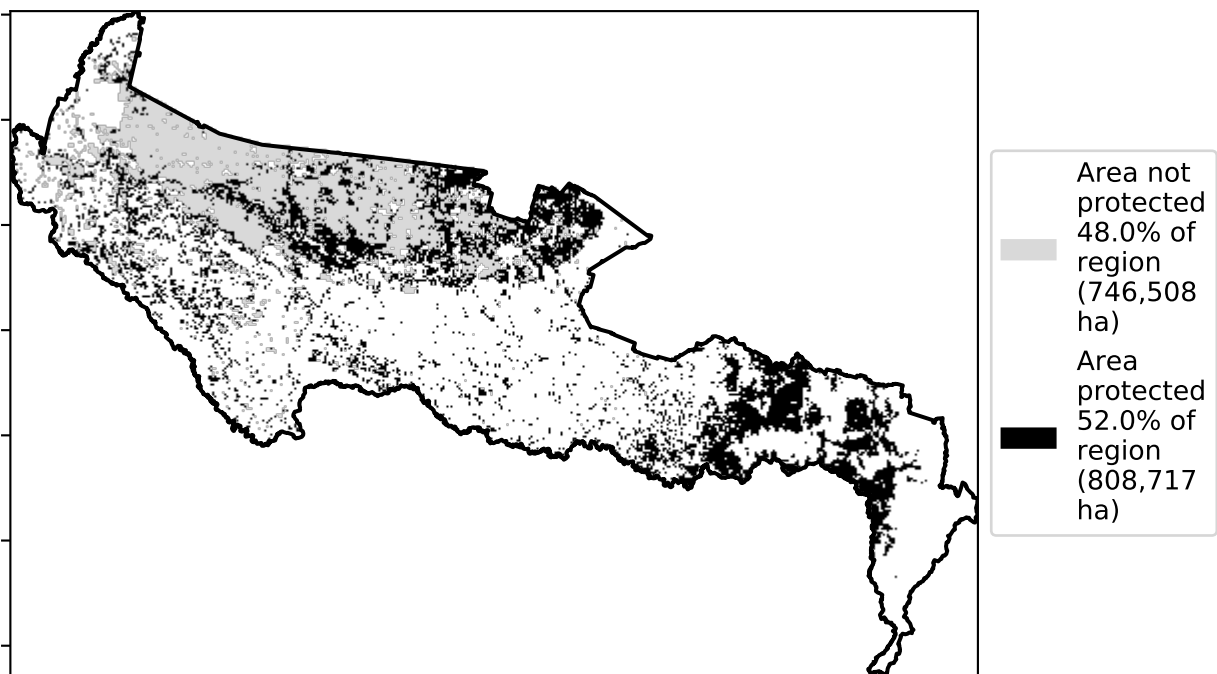 Area not
protected
48.0% of
region
(746,508
ha)
Area
protected
52.0% of
region
(808,717
ha)